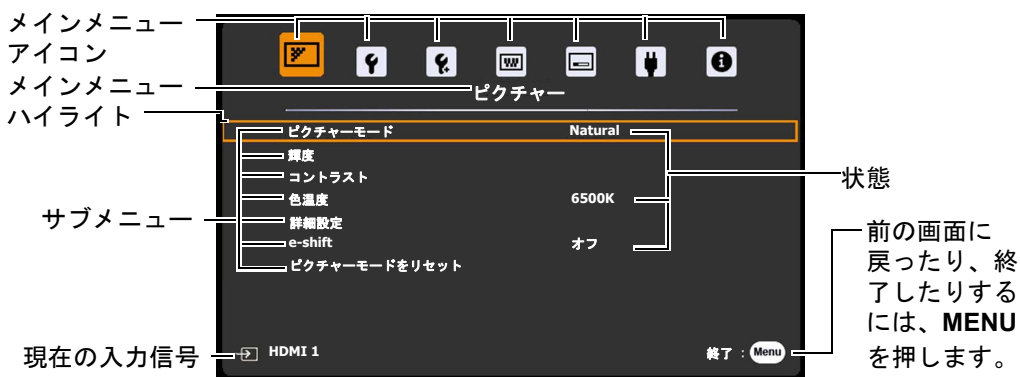 メインメニュー
アイコン
メインメニュー
ピクチャー
ハイライト
ピクチャーモード Natural
輝度
コントラスト
状態
色温度 6500K
サブメニュー
詳細設定
e-shift オフ
ピクチャーモードをリセット
前の画面に
戻ったり、終
了したりする
には、MENU
を押します。
現在の入力信号
HDMI 1
終了 : Menu